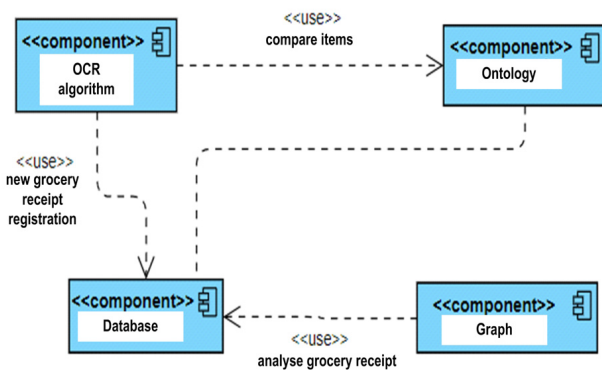 <<use>>
compare items
<<component>>
OCR
algorithm
<<component>>
Ontology
<<use>>
new grocery
receipt
registration
<<component>>
Database
<<component>>
Graph
<<use>>
analyse grocery receipt